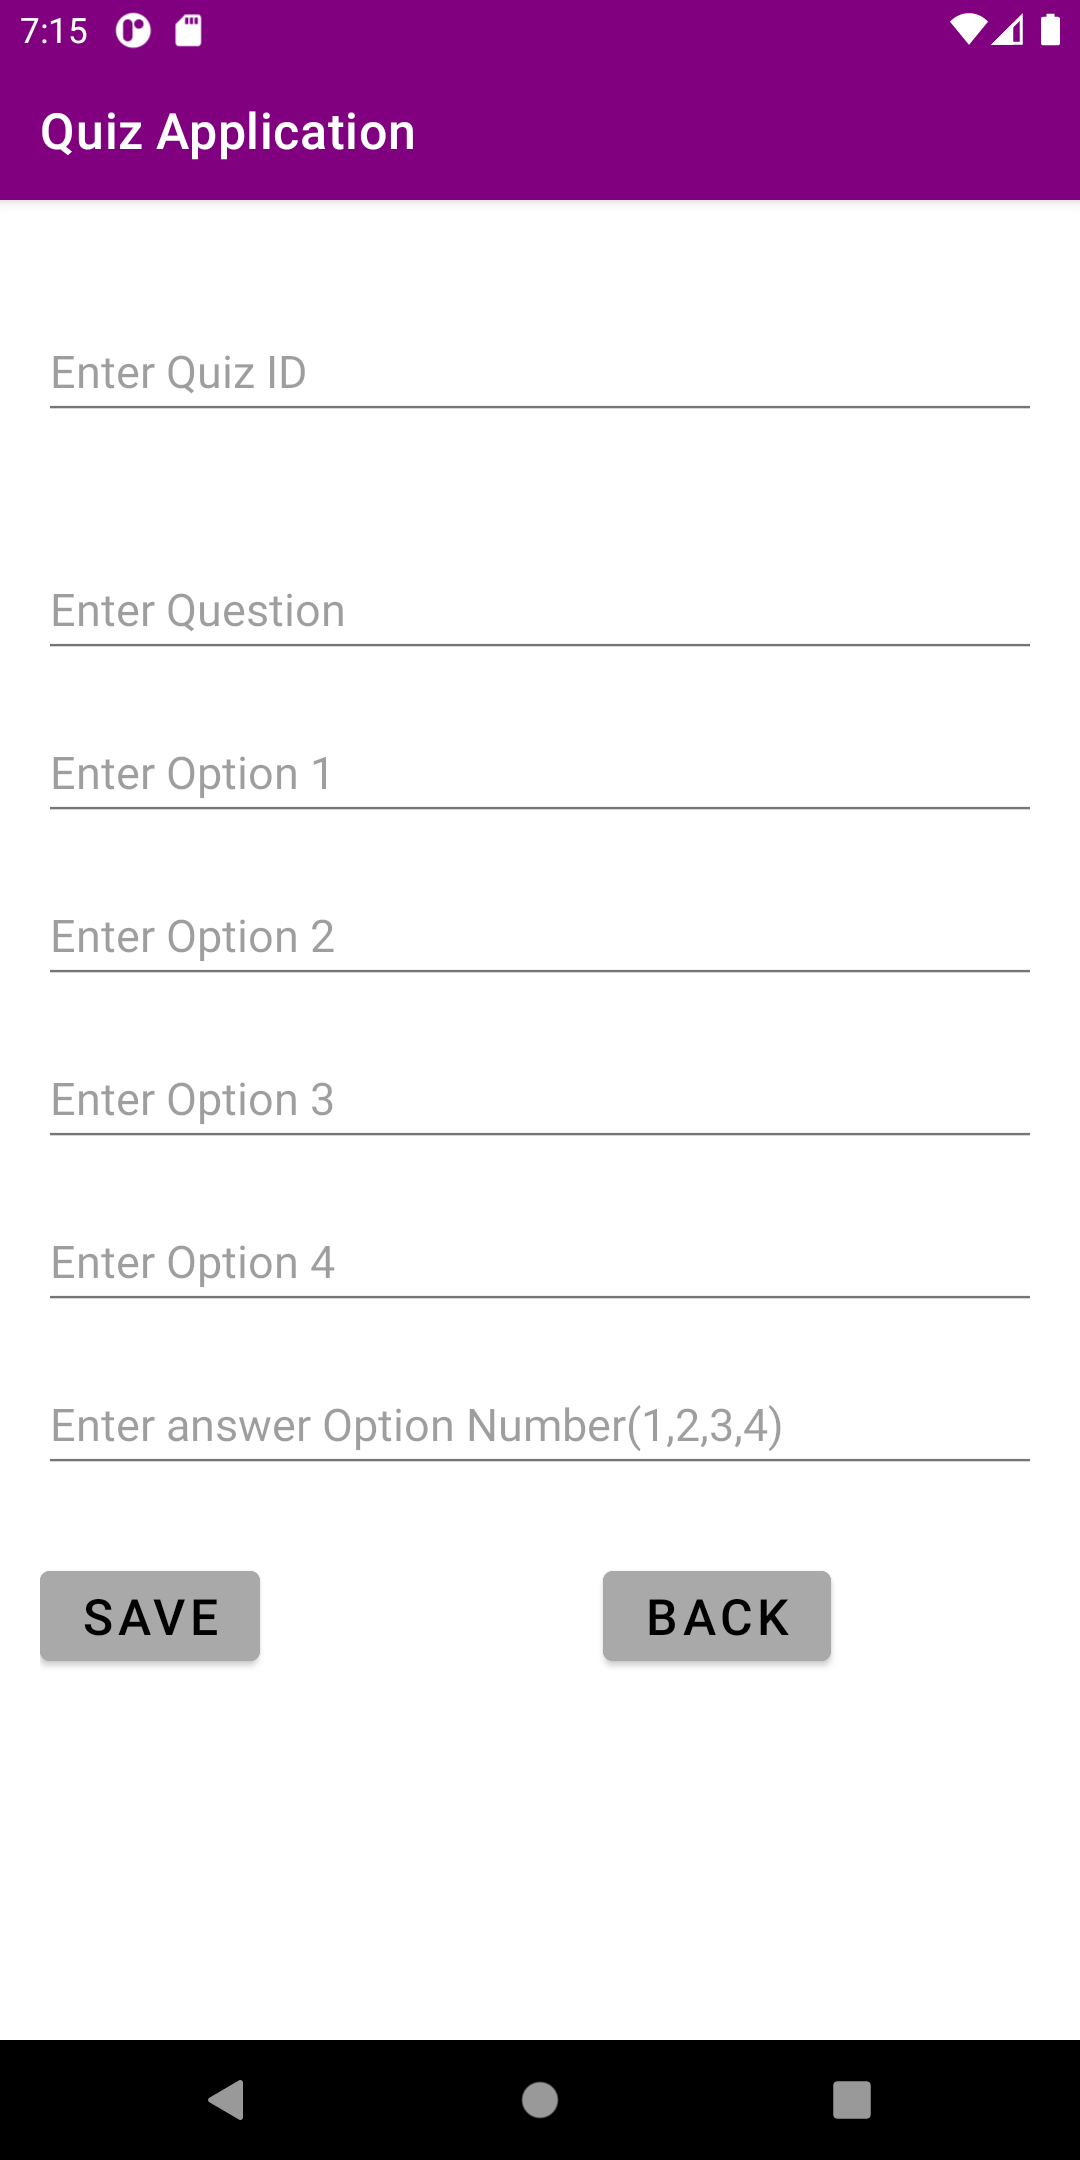 7:15
Quiz Application
Enter Quiz ID
Enter Question
Enter Option 1
Enter Option 2
Enter Option 3
Enter Option 4
Enter answer Option Number(1,2,3,4)
SAVE BACK